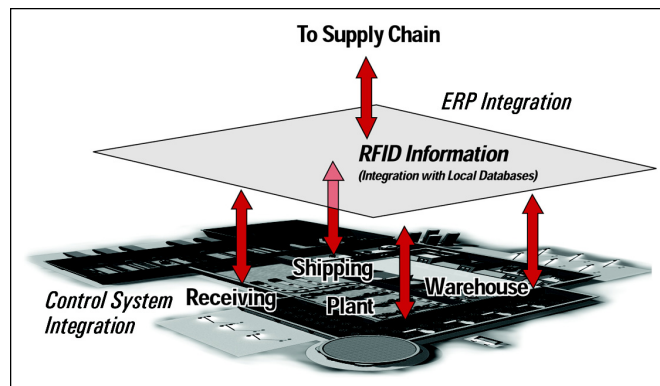 To Supply Chain
ERP Integration
RFID Information
(Integration with Local Databases)
Shipping
Control System
Integration
Receiving
Plant
Warehouse